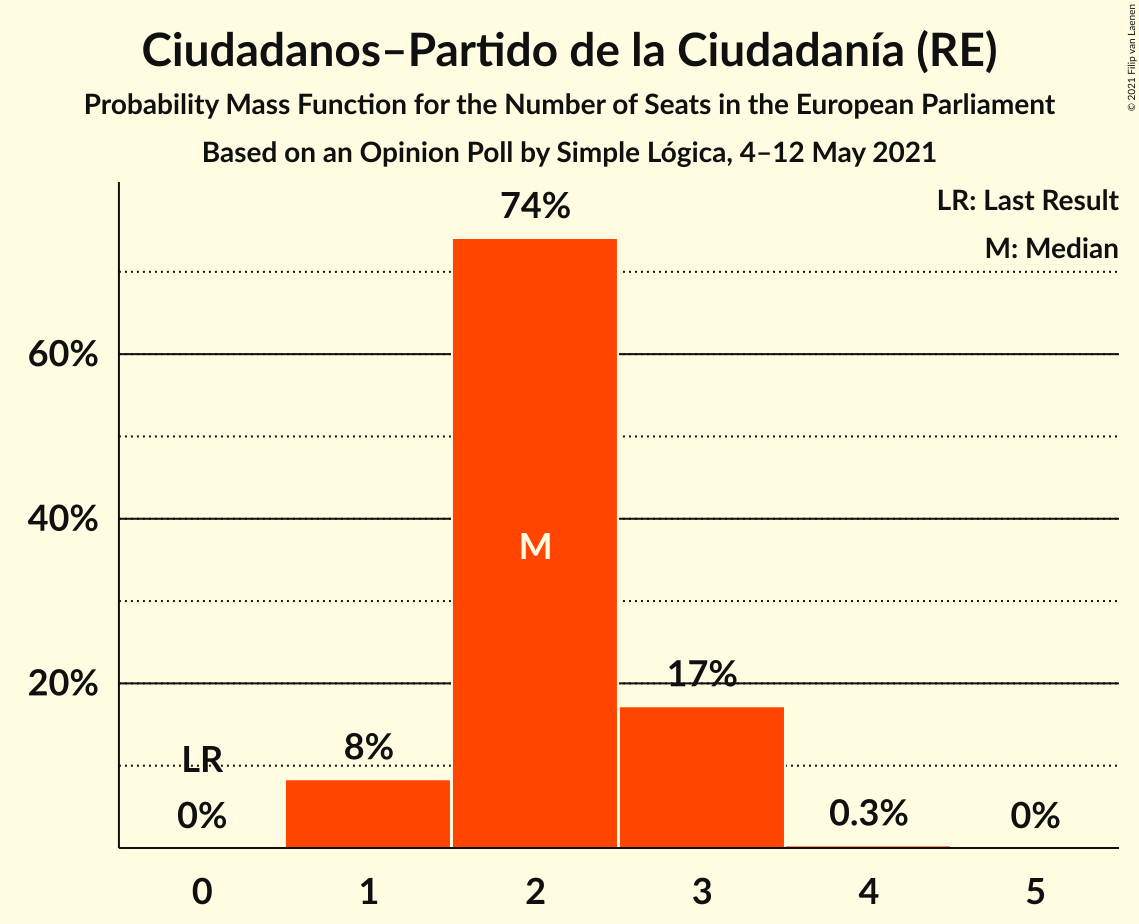 Ciudadanos–Partido de la Ciudadanía (RE)
Probability Mass Function for the Number of Seats in the European Parliament
Based on an Opinion Poll by Simple Lógica, 4–12 May 2021
© 2021 Filip van Laenen
LR: Last Result
M: Median
74%
60%
40%
20%
M
17%
LR
8%
0%
0.3%
0%
0 1 2 3 4 5